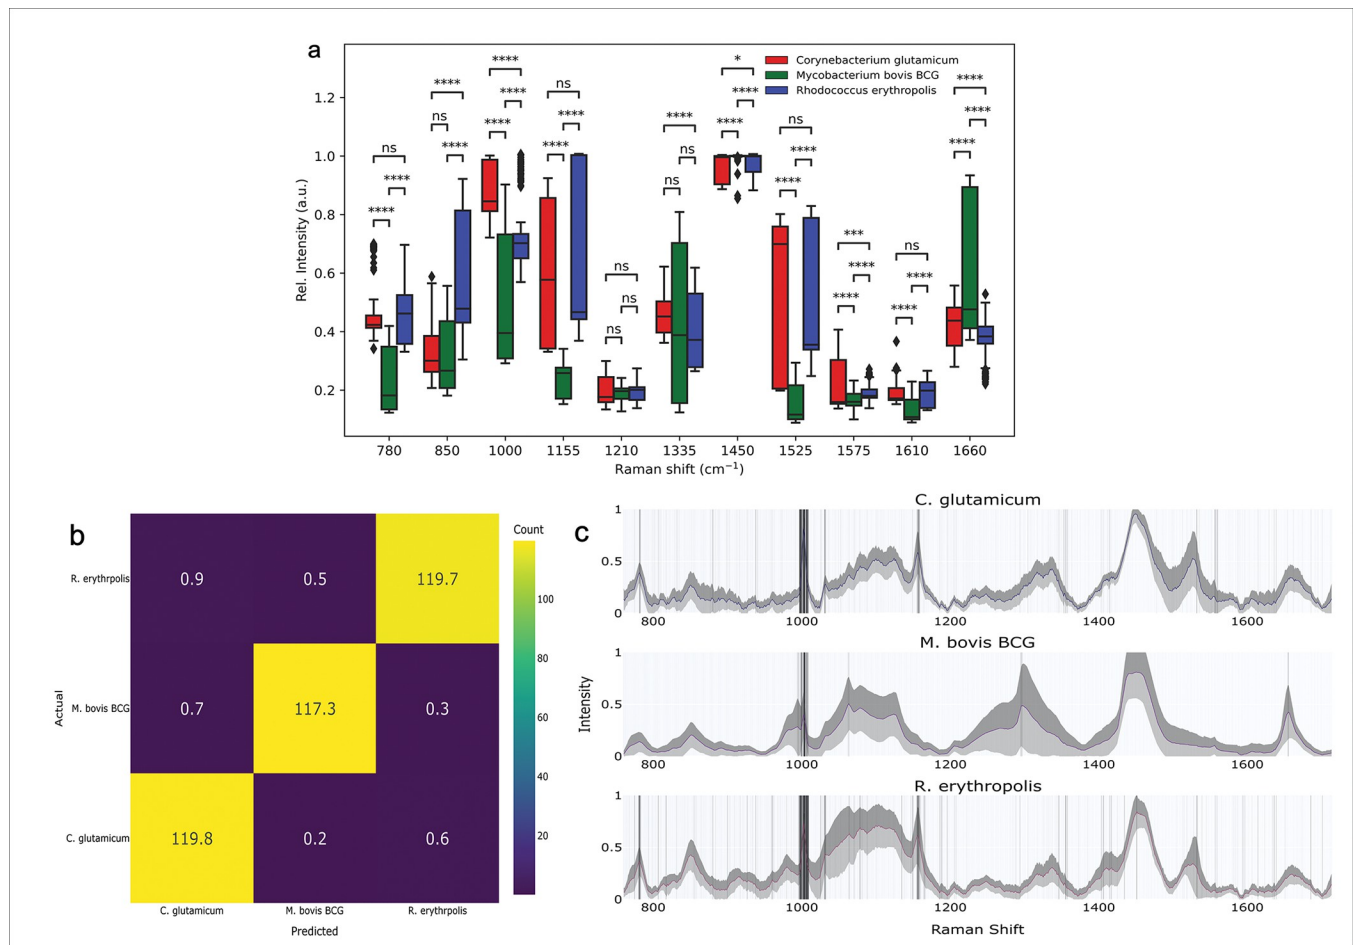 a
Corynebacterium glutamicum
Mycobacterium bovis BCG
Rhodococcus erythropolis
Rel. Intensity (a.u.)
1.2
1.0
0.8
0.6
0.4
0.2
ns
****
****
****
ns
****
****
****
****
ns
****
****
ns
ns
ns
****
ns
ns
*
****
****
ns
****
****
***
****
****
ns
****
****
****
****
****
780 850 1000 1155 1210 1335 1450 1525 1575 1610 1660
Raman shift (cm⁻¹)
b
Count
100
80
60
40
20
Actual
R. erythrpolis 0.9 0.5 119.7
M. bovis BCG 0.7 117.3 0.3
C. glutamicum 119.8 0.2 0.6
C. glutamicum M. bovis BCG R. erythrpolis
Predicted
c
C. glutamicum
1
0.5
0
800 1000 1200 1400 1600
M. bovis BCG
Intensity
1
0.5
0
800 1000 1200 1400 1600
R. erythropolis
1
0.5
0
800 1000 1200 1400 1600
Raman Shift